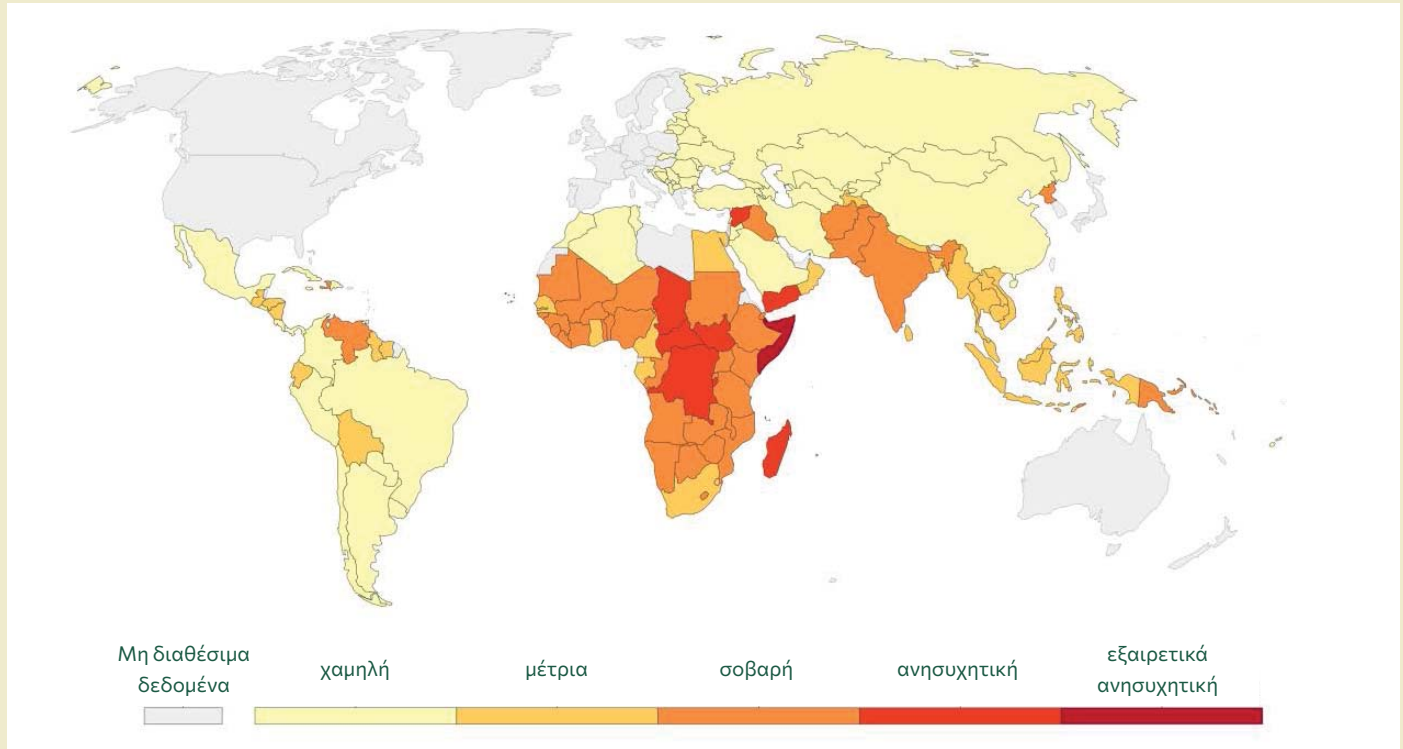 Μη διαθέσιμα
δεδομένα
χαμηλή
μέτρια
σοβαρή
ανησυχητική
εξαιρετικά
ανησυχητική